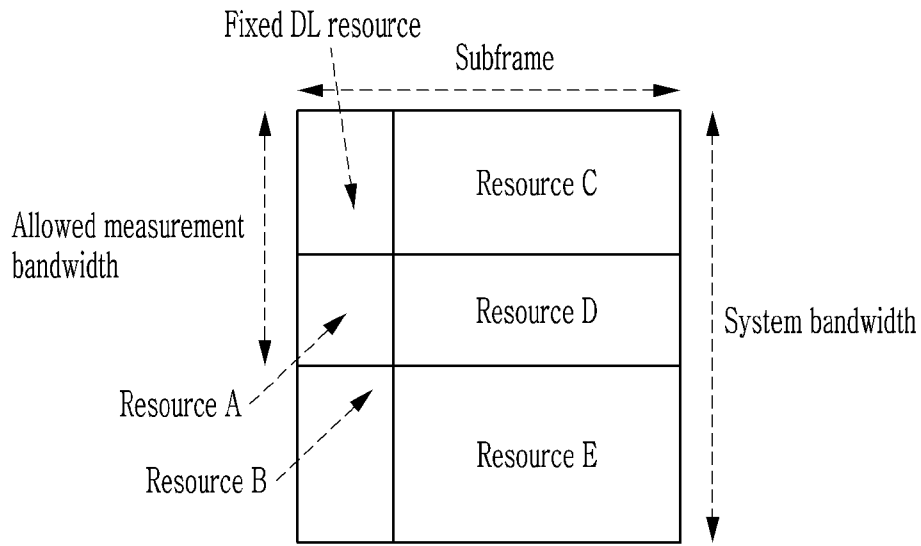 Fixed DL resource
Subframe
Resource C
Allowed measurement
bandwidth
Resource D
System bandwidth
Resource A
Resource B
Resource E